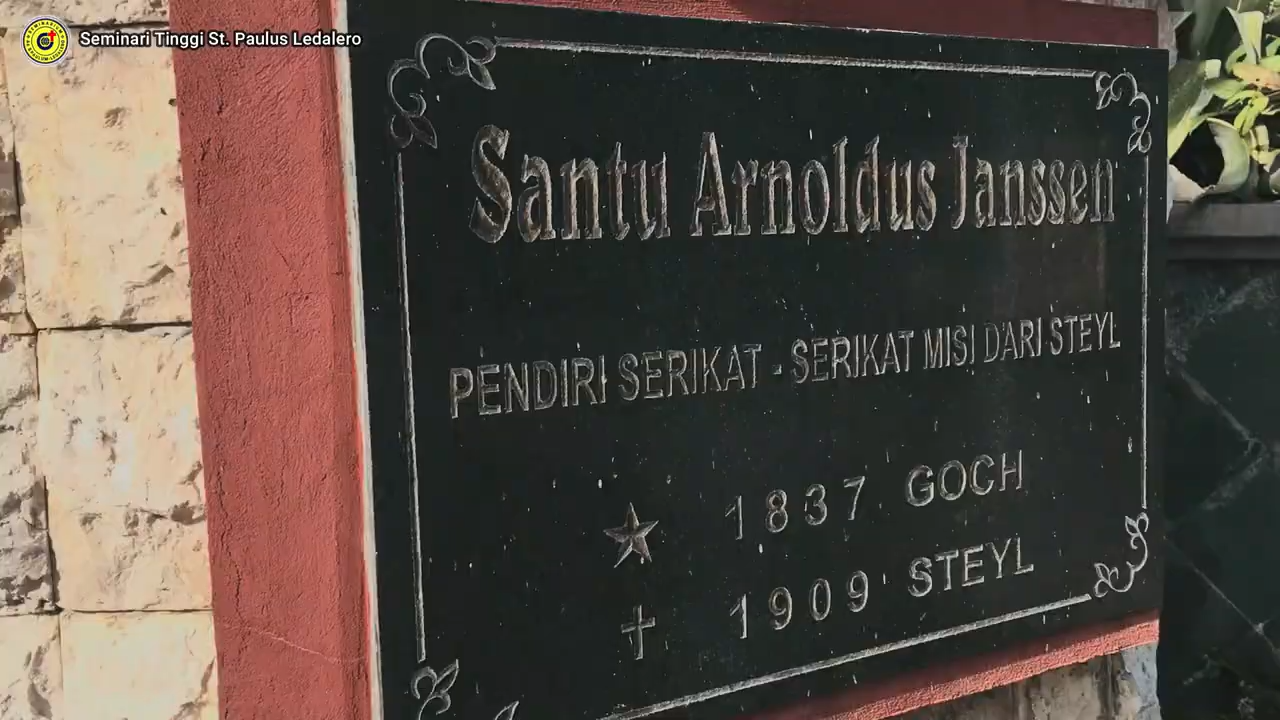 Seminari Tinggi St. Paulus Ledalero
Santu Arnoldus Janssen
PENDIRI SERIKAT - SERIKAT MISI DARI STEYL
1837 GOCH
1909 STEYL